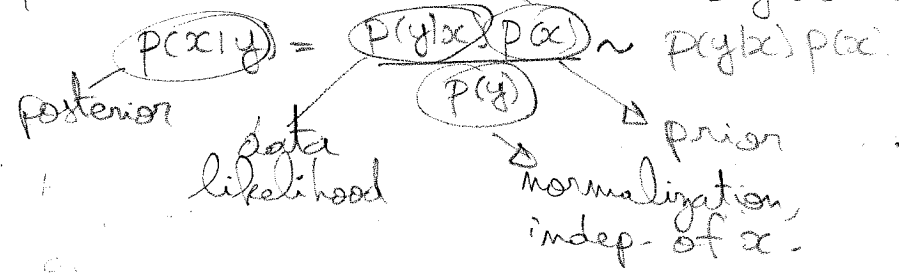 p(x|y) = p(y|x) p(x) ~ p(y|x) p(x)
p(y)
posterior
data
likelihood
prior
normalization,
indep. of x.